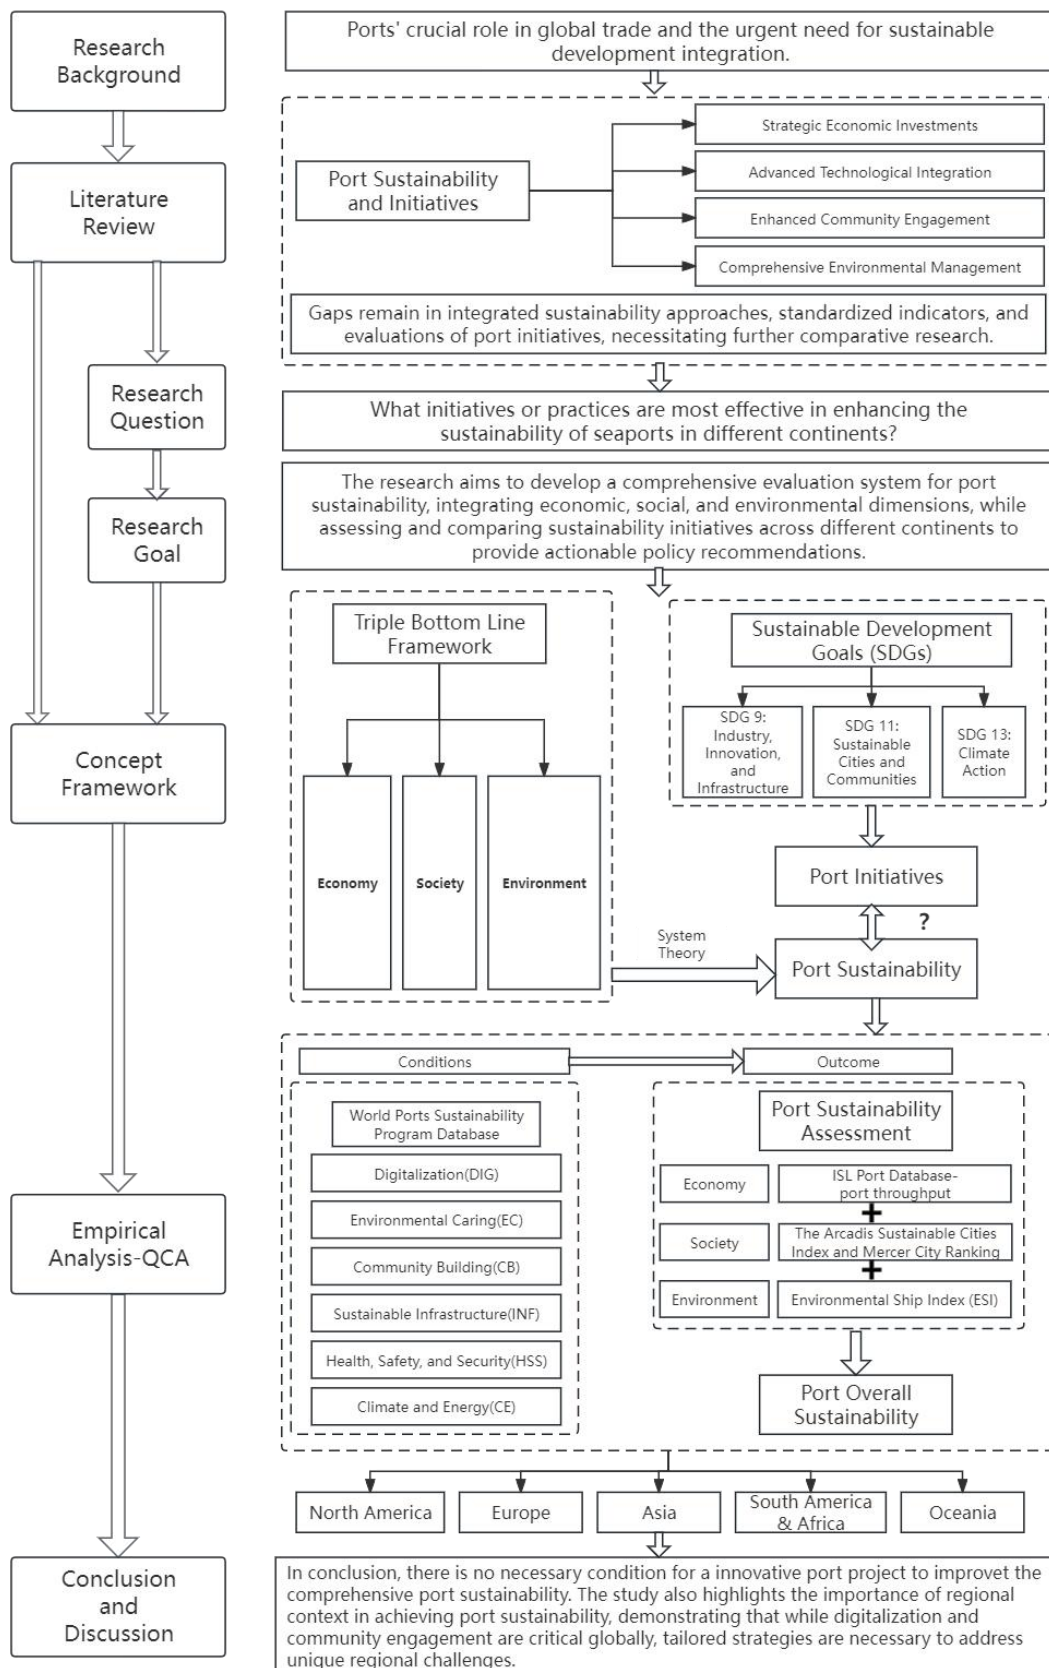 Research
Background
Ports' crucial role in global trade and the urgent need for sustainable
development integration.
Literature
Review
Port Sustainability
and Initiatives
Strategic Economic Investments
Advanced Technological Integration
Enhanced Community Engagement
Comprehensive Environmental Management
Gaps remain in integrated sustainability approaches, standardized indicators, and
evaluations of port initiatives, necessitating further comparative research.
Research
Question
What initiatives or practices are most effective in enhancing the
sustainability of seaports in different continents?
Research
Goal
The research aims to develop a comprehensive evaluation system for port
sustainability, integrating economic, social, and environmental dimensions, while
assessing and comparing sustainability initiatives across different continents to
provide actionable policy recommendations.
Concept
Framework
Triple Bottom Line
Framework
Economy
Society
Environment
Sustainable Development
Goals (SDGs)
SDG 9:
Industry,
Innovation,
and
Infrastructure
SDG 11:
Sustainable
Cities and
Communities
SDG 13:
Climate
Action
Port Initiatives
?
System
Theory
Port Sustainability
Empirical
Analysis-QCA
Conditions
Outcome
World Ports Sustainability
Program Database
Digitalization(DIG)
Environmental Caring(EC)
Community Building(CB)
Sustainable Infrastructure(INF)
Health, Safety, and Security(HSS)
Climate and Energy(CE)
Port Sustainability
Assessment
Economy
ISL Port Database-
port throughput
+
Society
The Arcadis Sustainable Cities
Index and Mercer City Ranking
+
Environment
Environmental Ship Index (ESI)
Port Overall
Sustainability
North America
Europe
Asia
South America
& Africa
Oceania
Conclusion
and
Discussion
In conclusion, there is no necessary condition for a innovative port project to improvet the
comprehensive port sustainability. The study also highlights the importance of regional
context in achieving port sustainability, demonstrating that while digitalization and
community engagement are critical globally, tailored strategies are necessary to address
unique regional challenges.